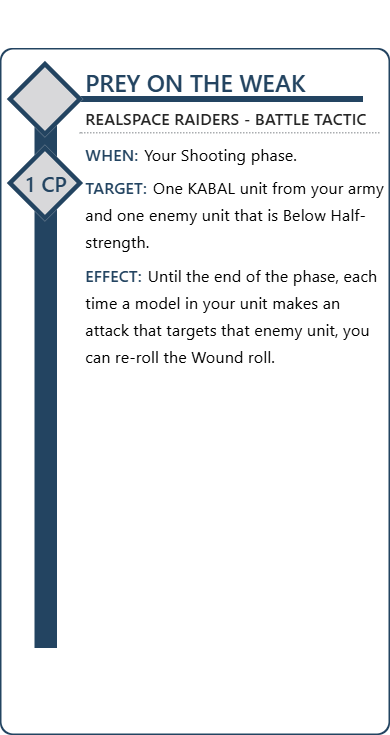 PREY ON THE WEAK
REALSPACE RAIDERS - BATTLE TACTIC
WHEN: Your Shooting phase.
1 CP
TARGET: One KABAL unit from your army
and one enemy unit that is Below Half-
strength.
EFFECT: Until the end of the phase, each
time a model in your unit makes an
attack that targets that enemy unit, you
can re-roll the Wound roll.